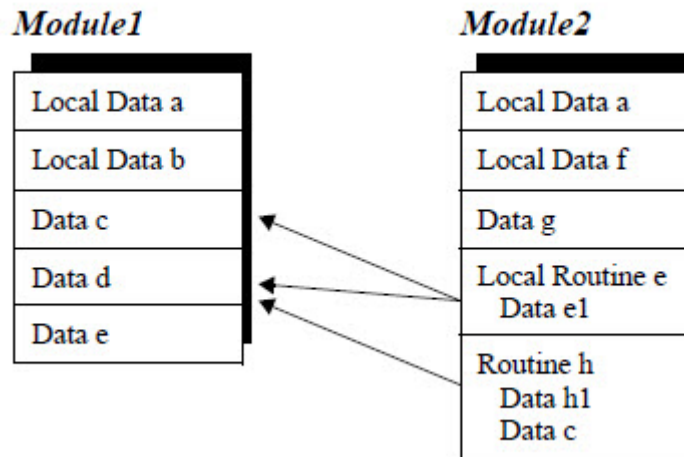 Module1
Local Data a
Local Data b
Data c
Data d
Data e
Module2
Local Data a
Local Data f
Data g
Local Routine e
Data e1
Routine h
Data h1
Data c